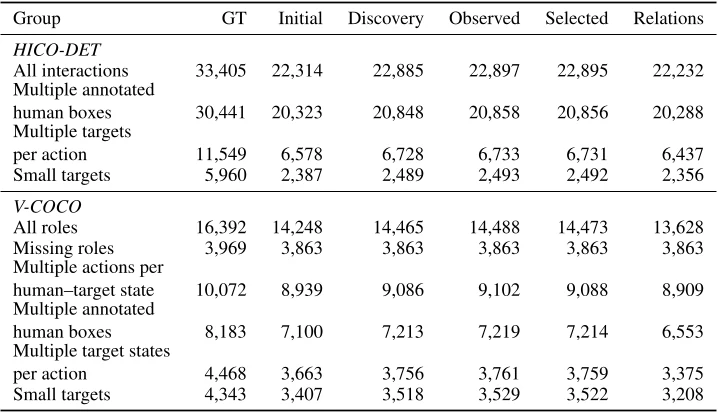 Group GT Initial Discovery Observed Selected Relations
HICO-DET
All interactions 33,405 22,314 22,885 22,897 22,895 22,232
Multiple annotated
human boxes 30,441 20,323 20,848 20,858 20,856 20,288
Multiple targets
per action 11,549 6,578 6,728 6,733 6,731 6,437
Small targets 5,960 2,387 2,489 2,493 2,492 2,356
V-COCO
All roles 16,392 14,248 14,465 14,488 14,473 13,628
Missing roles 3,969 3,863 3,863 3,863 3,863 3,863
Multiple actions per
human–target state 10,072 8,939 9,086 9,102 9,088 8,909
Multiple annotated
human boxes 8,183 7,100 7,213 7,219 7,214 6,553
Multiple target states
per action 4,468 3,663 3,756 3,761 3,759 3,375
Small targets 4,343 3,407 3,518 3,529 3,522 3,208